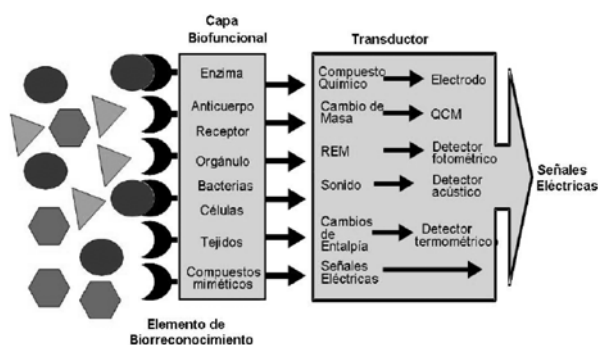 Capa
Biofuncional
Transductor
Enzima
Anticuerpo
Receptor
Orgánulo
Bacterias
Células
Tejidos
Compuestos
miméticos
Compuesto
Químico
Electrodo
Cambio de
Masa
QCM
REM
Detector
fotométrico
Sonido
Detector
acústico
Cambios
de
Entalpía
Detector
termométrico
Señales
Eléctricas
Señales
Eléctricas
Elemento de
Biorreconocimiento